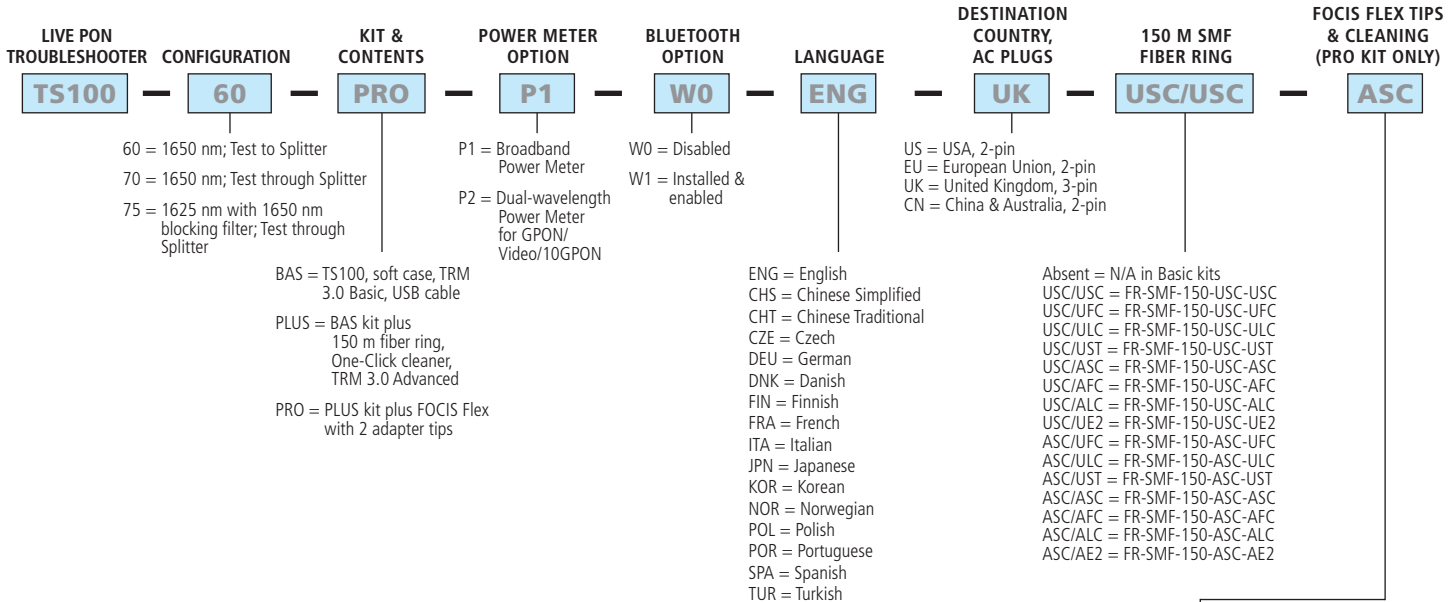 LIVE PON
TROUBLESHOOTER
CONFIGURATION
KIT &
CONTENTS
POWER METER
OPTION
BLUETOOTH
OPTION
LANGUAGE
DESTINATION
COUNTRY,
AC PLUGS
150 M SMF
FIBER RING
FOCIS FLEX TIPS
& CLEANING
(PRO KIT ONLY)
TS100 — 60 — PRO — P1 — W0 — ENG — UK — USC/USC — ASC
60 = 1650 nm; Test to Splitter
70 = 1650 nm; Test through Splitter
75 = 1625 nm with 1650 nm
blocking filter; Test through
Splitter
BAS = TS100, soft case, TRM
3.0 Basic, USB cable
PLUS = BAS kit plus
150 m fiber ring,
One-Click cleaner,
TRM 3.0 Advanced
PRO = PLUS kit plus FOCIS Flex
with 2 adapter tips
P1 = Broadband
Power Meter
P2 = Dual-wavelength
Power Meter
for GPON/
Video/10GPON
W0 = Disabled
W1 = Installed &
enabled
ENG = English
CHS = Chinese Simplified
CHT = Chinese Traditional
CZE = Czech
DEU = German
DNK = Danish
FIN = Finnish
FRA = French
ITA = Italian
JPN = Japanese
KOR = Korean
NOR = Norwegian
POL = Polish
POR = Portuguese
SPA = Spanish
TUR = Turkish
US = USA, 2-pin
EU = European Union, 2-pin
UK = United Kingdom, 3-pin
CN = China & Australia, 2-pin
Absent = N/A in Basic kits
USC/USC = FR-SMF-150-USC-USC
USC/UFC = FR-SMF-150-USC-UFC
USC/ULC = FR-SMF-150-USC-ULC
USC/UST = FR-SMF-150-USC-UST
USC/ASC = FR-SMF-150-USC-ASC
USC/AFC = FR-SMF-150-USC-AFC
USC/ALC = FR-SMF-150-USC-ALC
USC/UE2 = FR-SMF-150-USC-UE2
ASC/UFC = FR-SMF-150-ASC-UFC
ASC/ULC = FR-SMF-150-ASC-ULC
ASC/UST = FR-SMF-150-ASC-UST
ASC/ASC = FR-SMF-150-ASC-ASC
ASC/AFC = FR-SMF-150-ASC-AFC
ASC/ALC = FR-SMF-150-ASC-ALC
ASC/AE2 = FR-SMF-150-ASC-AE2